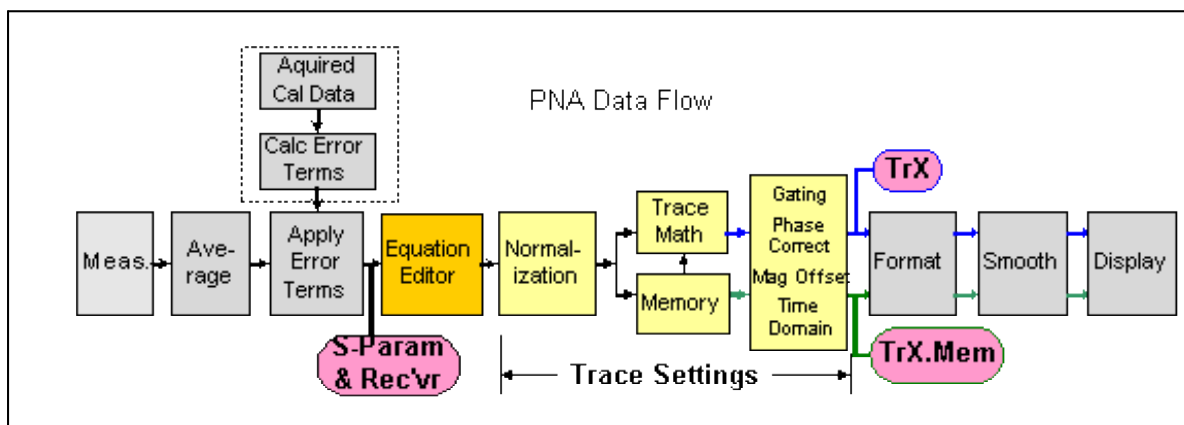 Aquired
Cal Data
PNA Data Flow
Calc Error
Terms
TrX
Meas.
Ave-
rage
Apply
Error
Terms
Equation
Editor
Normal-
ization
Trace
Math
Memory
Gating
Phase
Correct
Mag Offset
Time
Domain
Format
Smooth
Display
S-Param
& Rec'vr
Trace Settings
TrX.Mem